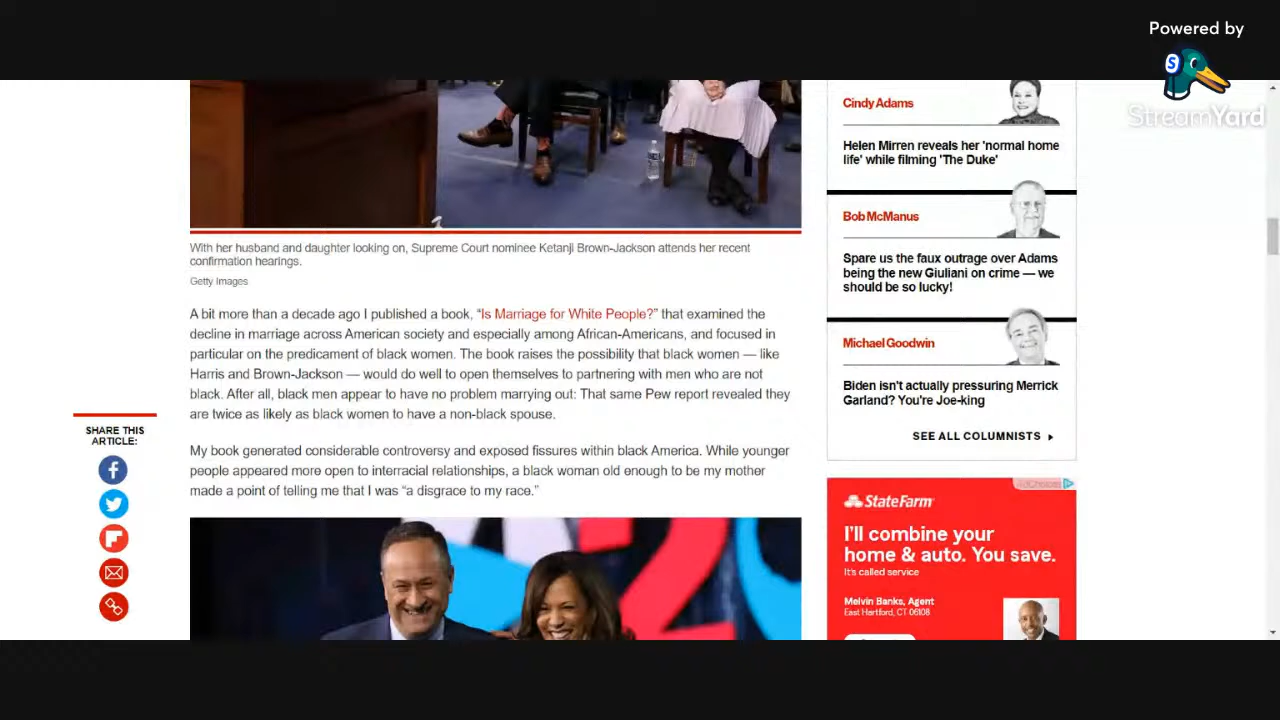 Powered by
S
StreamYard
With her husband and daughter looking on, Supreme Court nominee Ketanji Brown-Jackson attends her recent
confirmation hearings.
Getty Images
A bit more than a decade ago I published a book, “Is Marriage for White People?” that examined the
decline in marriage across American society and especially among African-Americans, and focused in
particular on the predicament of black women. The book raises the possibility that black women — like
Harris and Brown-Jackson — would do well to open themselves to partnering with men who are not
black. After all, black men appear to have no problem marrying out: That same Pew report revealed they
are twice as likely as black women to have a non-black spouse.
My book generated considerable controversy and exposed fissures within black America. While younger
people appeared more open to interracial relationships, a black woman old enough to be my mother
made a point of telling me that I was “a disgrace to my race.”
SHARE THIS
ARTICLE:
Cindy Adams
Helen Mirren reveals her 'normal home
life' while filming 'The Duke'
Bob McManus
Spare us the faux outrage over Adams
being the new Giuliani on crime — we
should be so lucky!
Michael Goodwin
Biden isn't actually pressuring Merrick
Garland? You're Joe-king
SEE ALL COLUMNISTS
AdChoices
StateFarm
I'll combine your
home & auto. You save.
It's called service
Melvin Banks, Agent
East Hartford, CT 06108